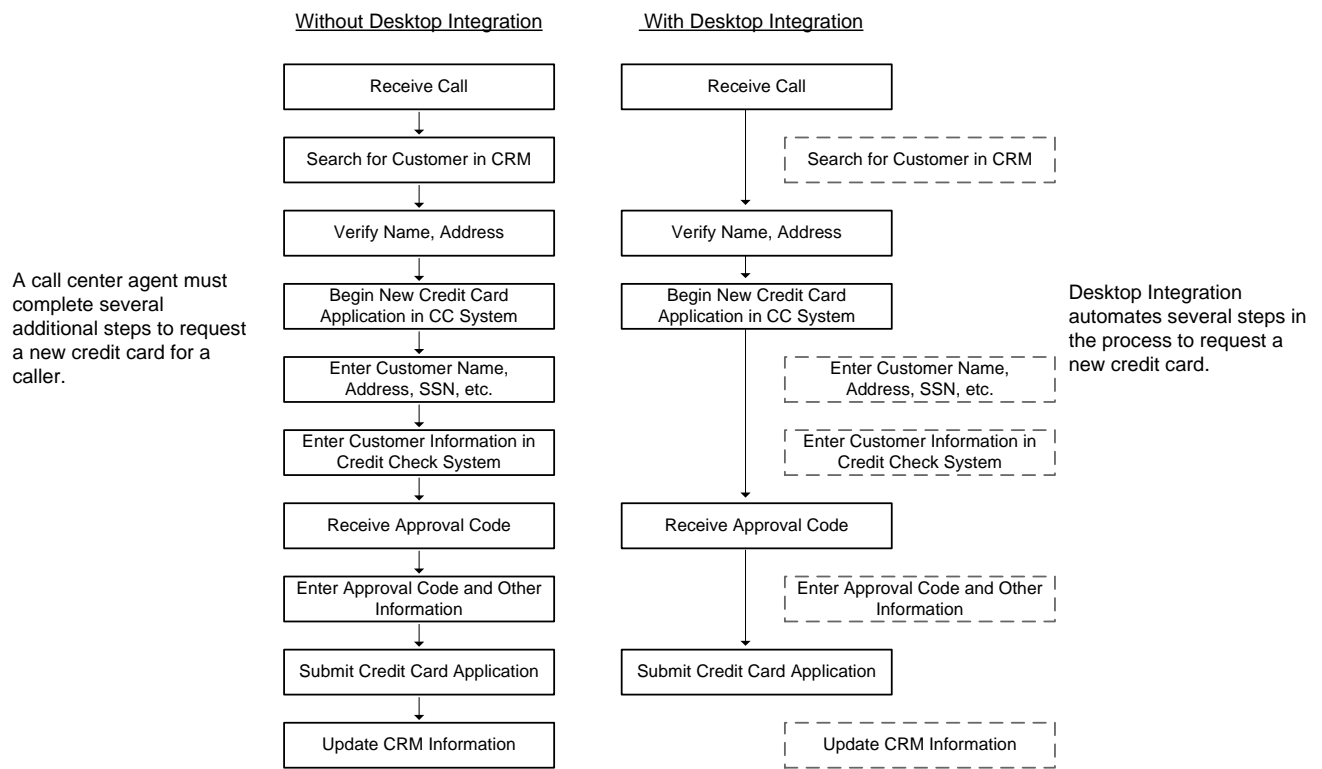 Without Desktop Integration
With Desktop Integration
A call center agent must
complete several
additional steps to request
a new credit card for a
caller.
Receive Call
Search for Customer in CRM
Verify Name, Address
Begin New Credit Card
Application in CC System
Enter Customer Name,
Address, SSN, etc.
Enter Customer Information in
Credit Check System
Receive Approval Code
Enter Approval Code and Other
Information
Submit Credit Card Application
Update CRM Information
Receive Call
Search for Customer in CRM
Verify Name, Address
Begin New Credit Card
Application in CC System
Enter Customer Name,
Address, SSN, etc.
Enter Customer Information in
Credit Check System
Receive Approval Code
Enter Approval Code and Other
Information
Submit Credit Card Application
Update CRM Information
Desktop Integration
automates several steps in
the process to request a
new credit card.